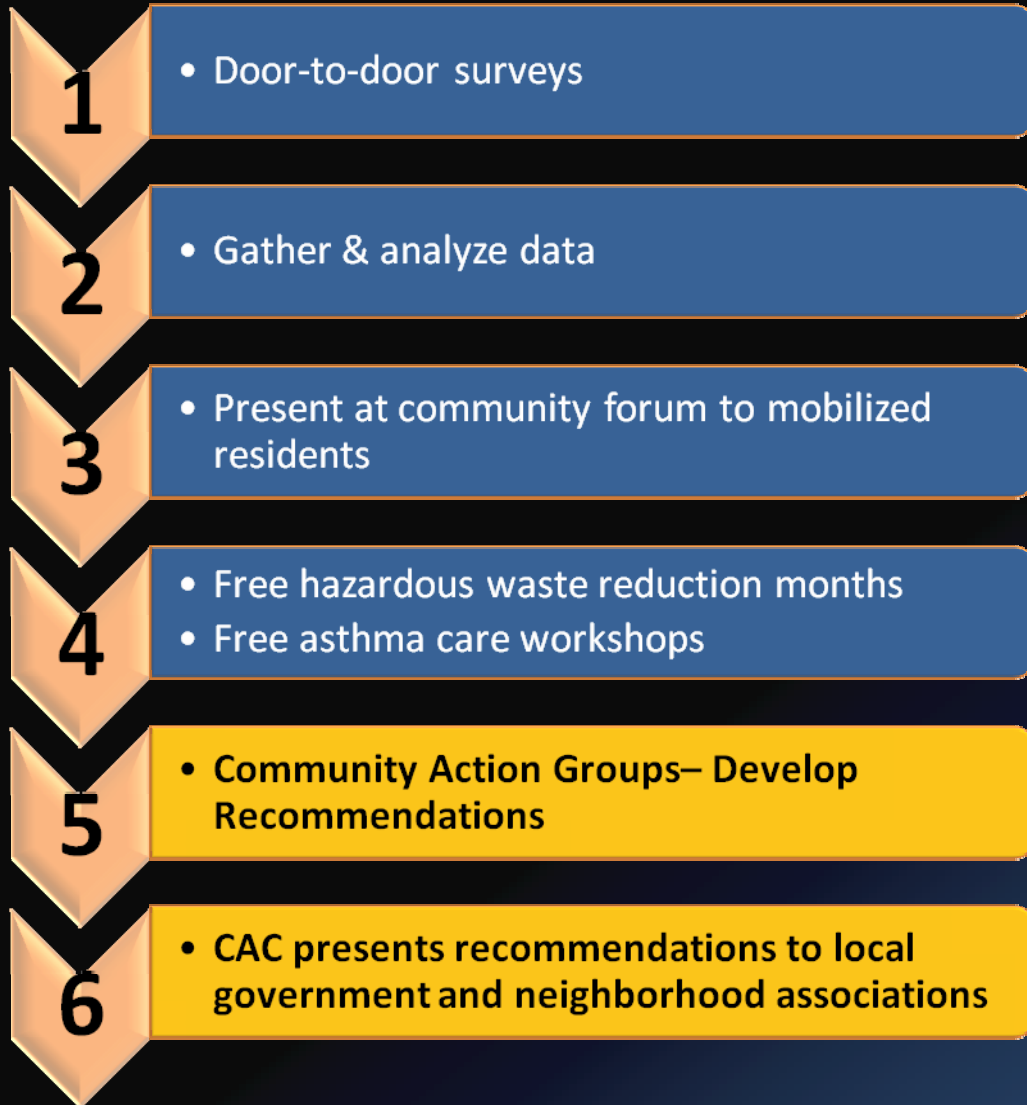 1
• Door-to-door surveys
2
• Gather & analyze data
3
• Present at community forum to mobilized
residents
4
• Free hazardous waste reduction months
• Free asthma care workshops
5
• Community Action Groups– Develop
Recommendations
6
• CAC presents recommendations to local
government and neighborhood associations